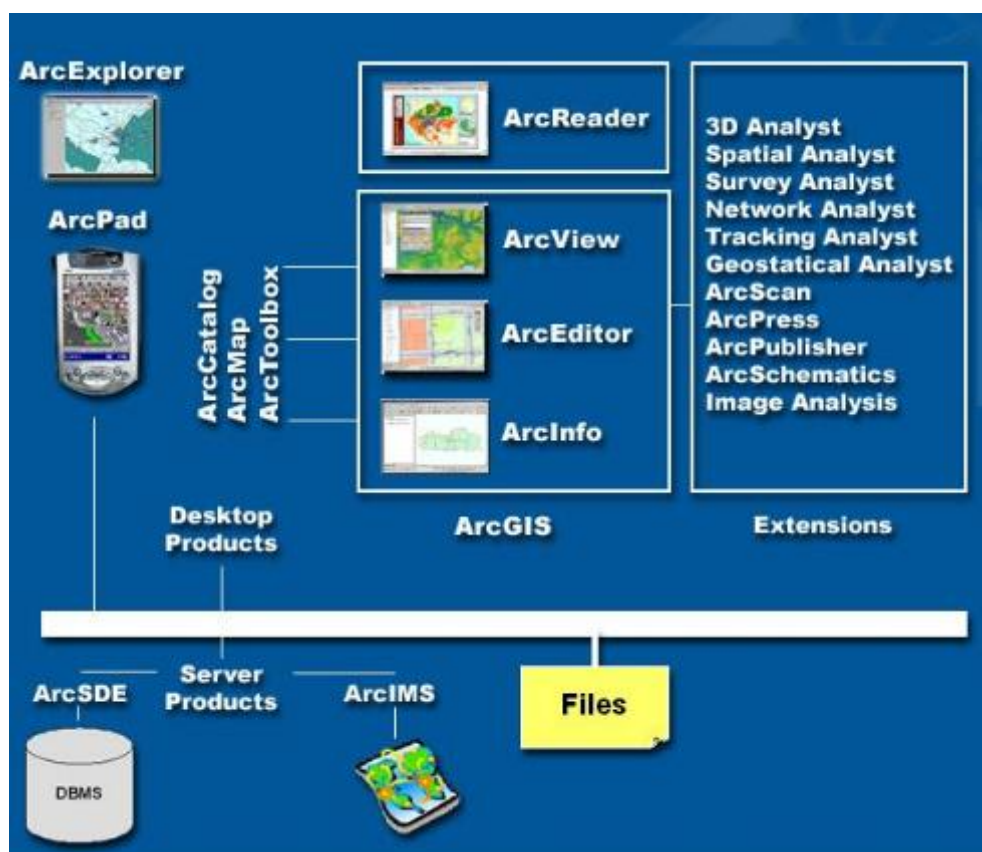 ArcExplorer
ArcPad
ArcCatalog
ArcMap
ArcToolbox
ArcReader
ArcView
ArcEditor
ArcInfo
ArcGIS
3D Analyst
Spatial Analyst
Survey Analyst
Network Analyst
Tracking Analyst
Geostatical Analyst
ArcScan
ArcPress
ArcPublisher
ArcSchematics
Image Analysis
Extensions
Desktop
Products
Server
Products
ArcSDE
DBMS
ArcIMS
Files